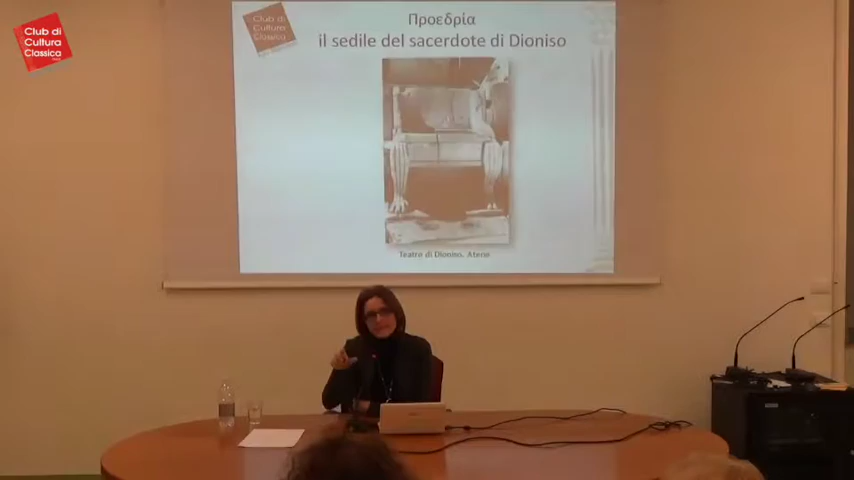 Club di
Cultura
Classica
Club di
Cultura
Classica
Προεδρία
il sedile del sacerdote di Dioniso
Teatro di Dioniso. Atene